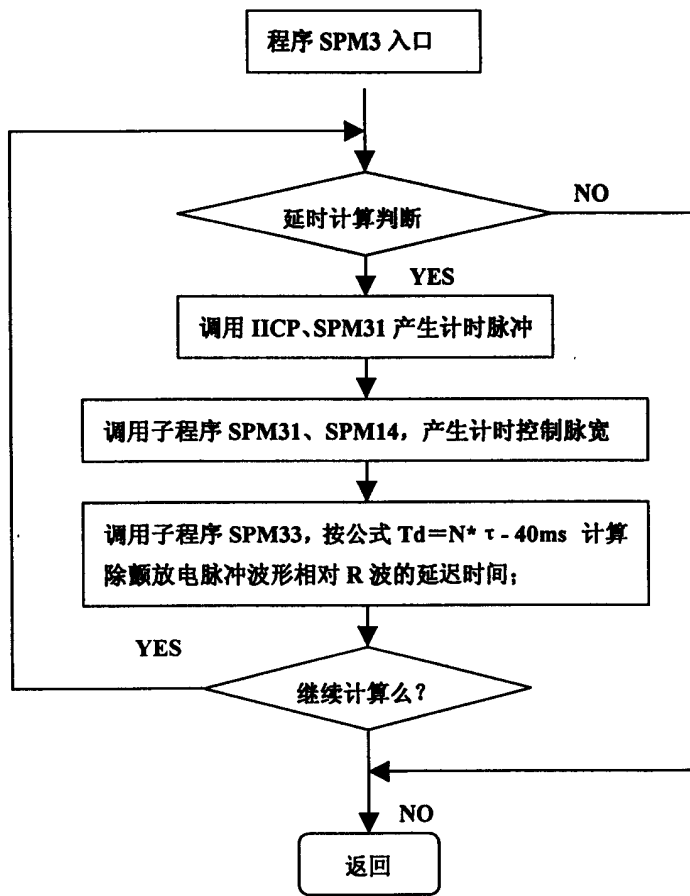 程序 SPM3 入口
延时计算判断
NO
YES
调用 IICP、SPM31 产生计时脉冲
调用子程序 SPM31、SPM14，产生计时控制脉宽
调用子程序 SPM33，按公式 Td＝N* τ - 40ms 计算
除颤放电脉冲波形相对 R 波的延迟时间；
YES
继续计算么？
NO
返回